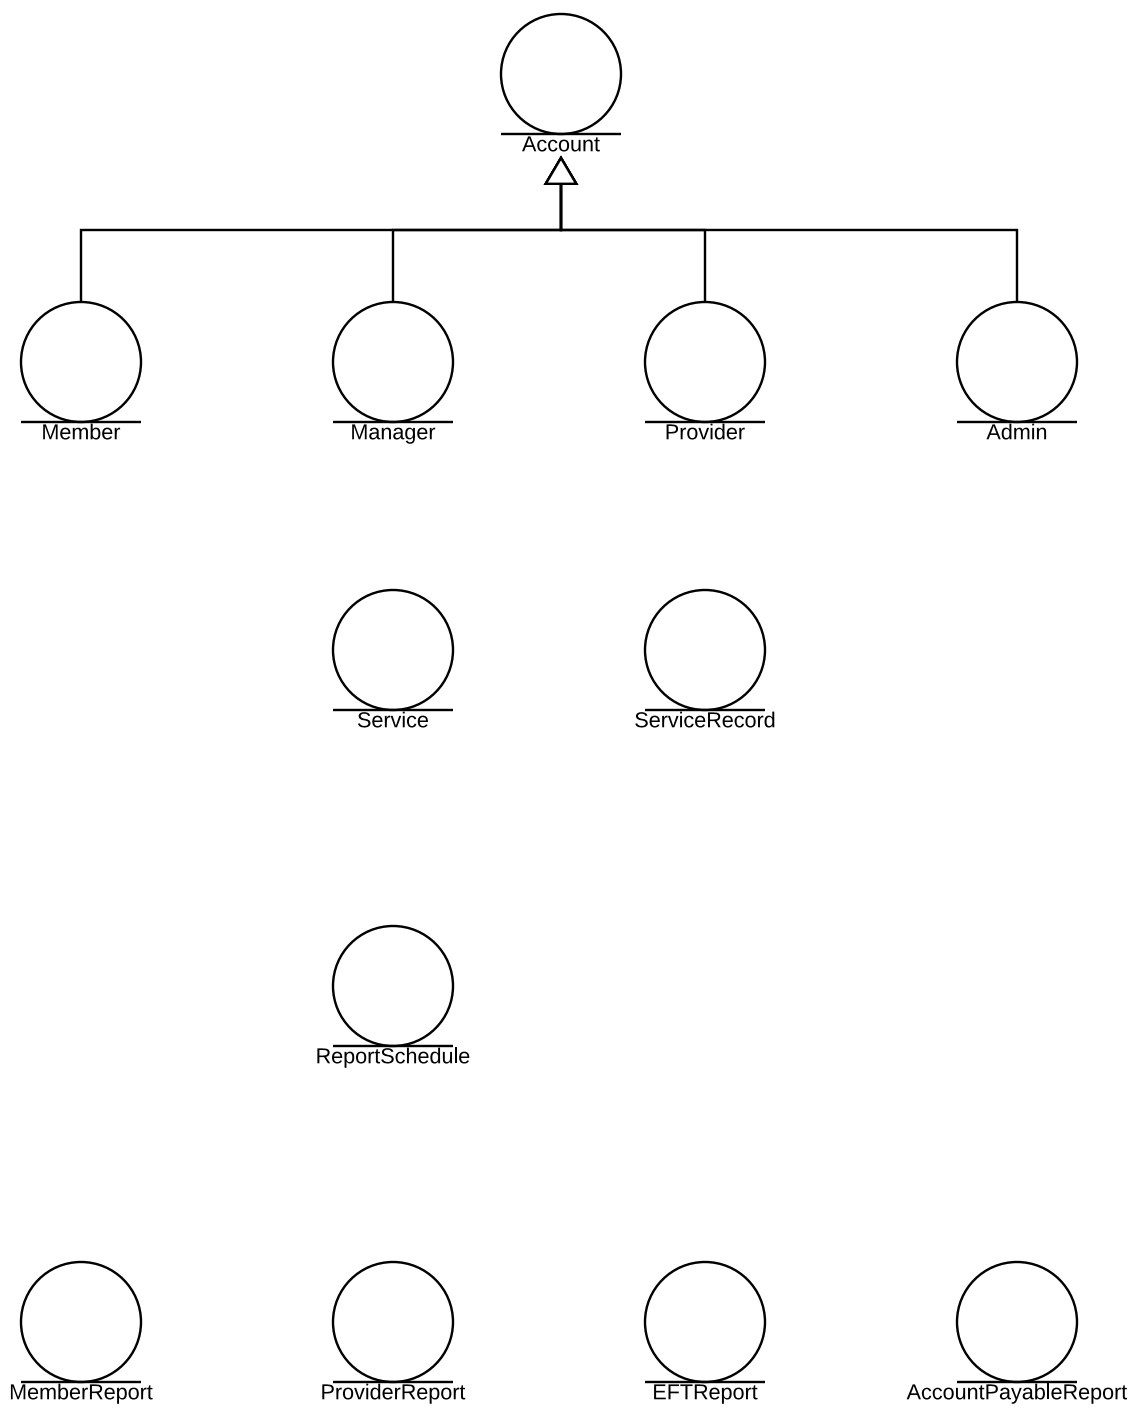 Account
Member
Manager
Provider
Admin
Service
ServiceRecord
ReportSchedule
MemberReport
ProviderReport
EFTReport
AccountPayableReport